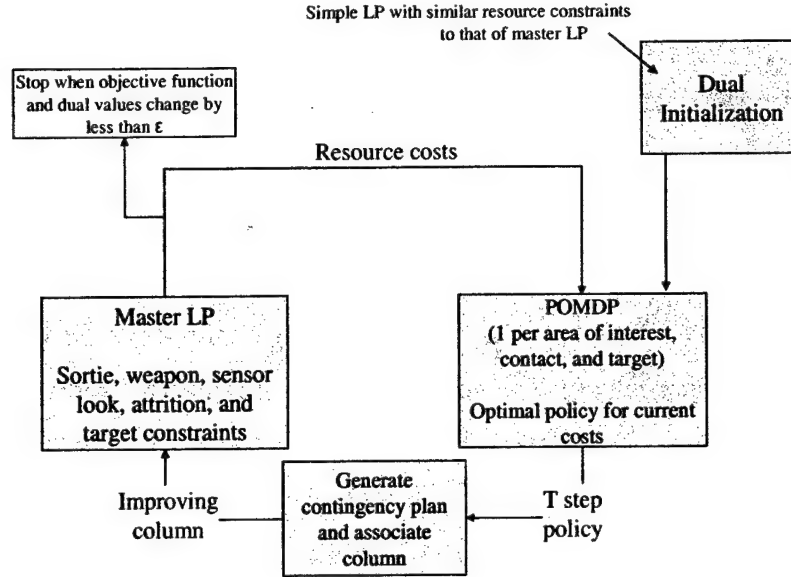 Simple LP with similar resource constraints
to that of master LP
Stop when objective function
and dual values change by
less than ε
Dual
Initialization
Resource costs
Master LP
Sortie, weapon, sensor
look, attrition, and
target constraints
POMDP
(1 per area of interest,
contact, and target)
Optimal policy for current
costs
Improving
column
Generate
contingency plan
and associate
column
T step
policy